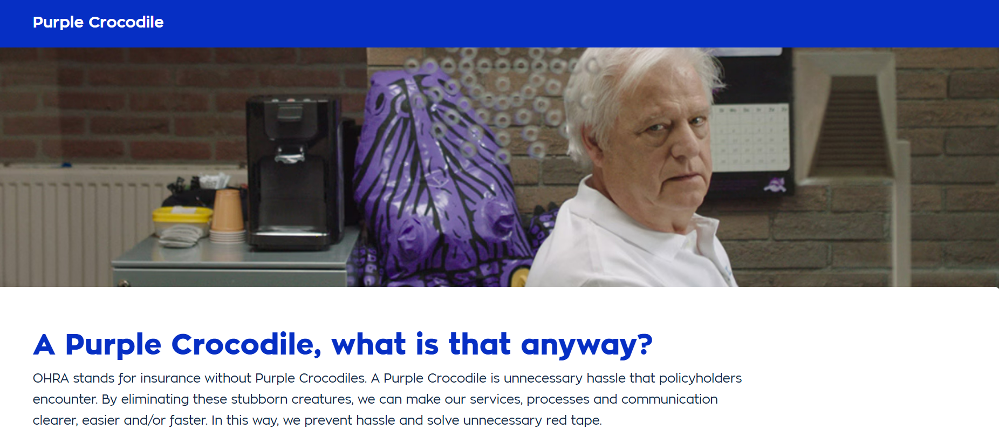 Purple Crocodile
A Purple Crocodile, what is that anyway?
OHRA stands for insurance without Purple Crocodiles. A Purple Crocodile is unnecessary hassle that policyholders
encounter. By eliminating these stubborn creatures, we can make our services, processes and communication
clearer, easier and/or faster. In this way, we prevent hassle and solve unnecessary red tape.